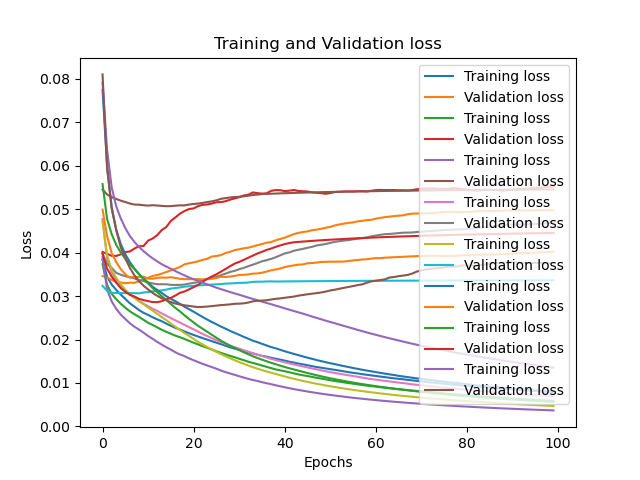 Training and Validation loss
Loss
0.08
0.07
0.06
0.05
0.04
0.03
0.02
0.01
0.00
0
20
40
60
80
100
Epochs
Training loss
Validation loss
Training loss
Validation loss
Training loss
Validation loss
Training loss
Validation loss
Training loss
Validation loss
Training loss
Validation loss
Training loss
Validation loss
Training loss
Validation loss